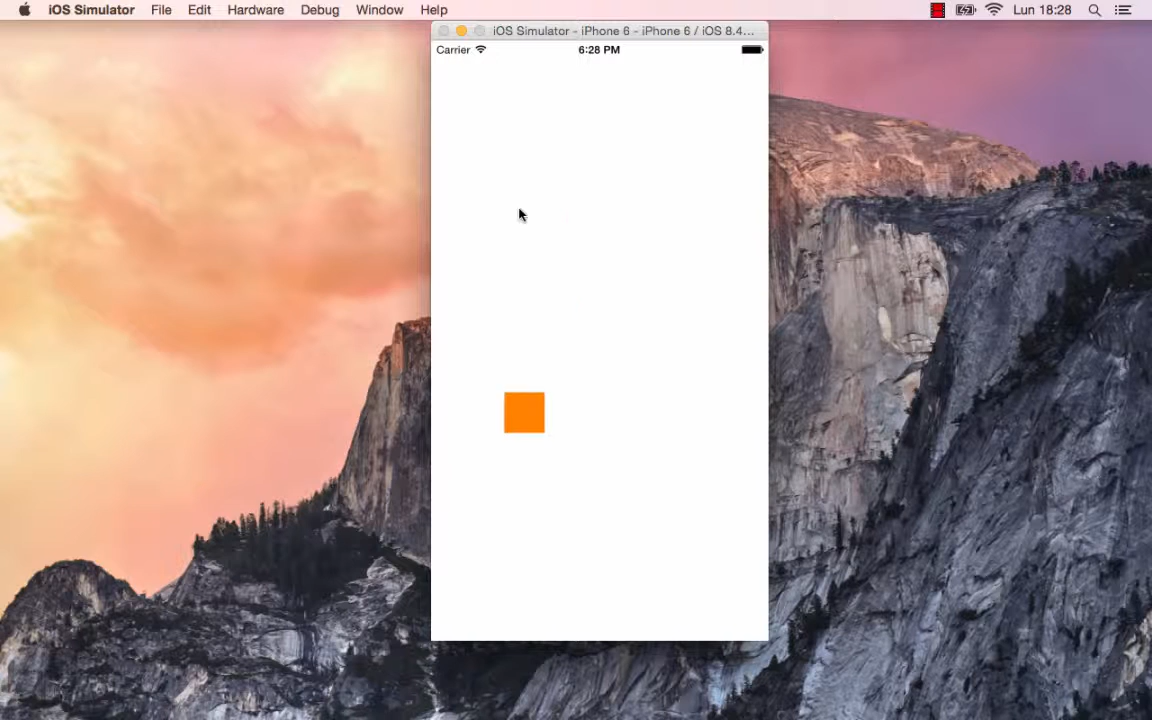 iOS Simulator File Edit Hardware Debug Window Help Lun 18:28
iOS Simulator - iPhone 6 - iPhone 6 / iOS 8.4...
Carrier 6:28 PM